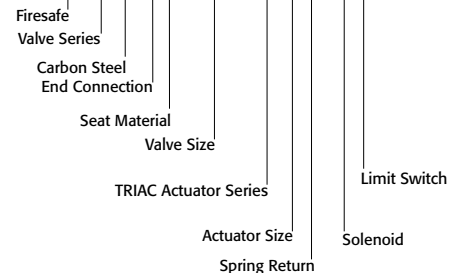 Firesafe
Valve Series
Carbon Steel
End Connection
Seat Material
Valve Size
Limit Switch
TRIAC Actuator Series
Actuator Size
Solenoid
Spring Return